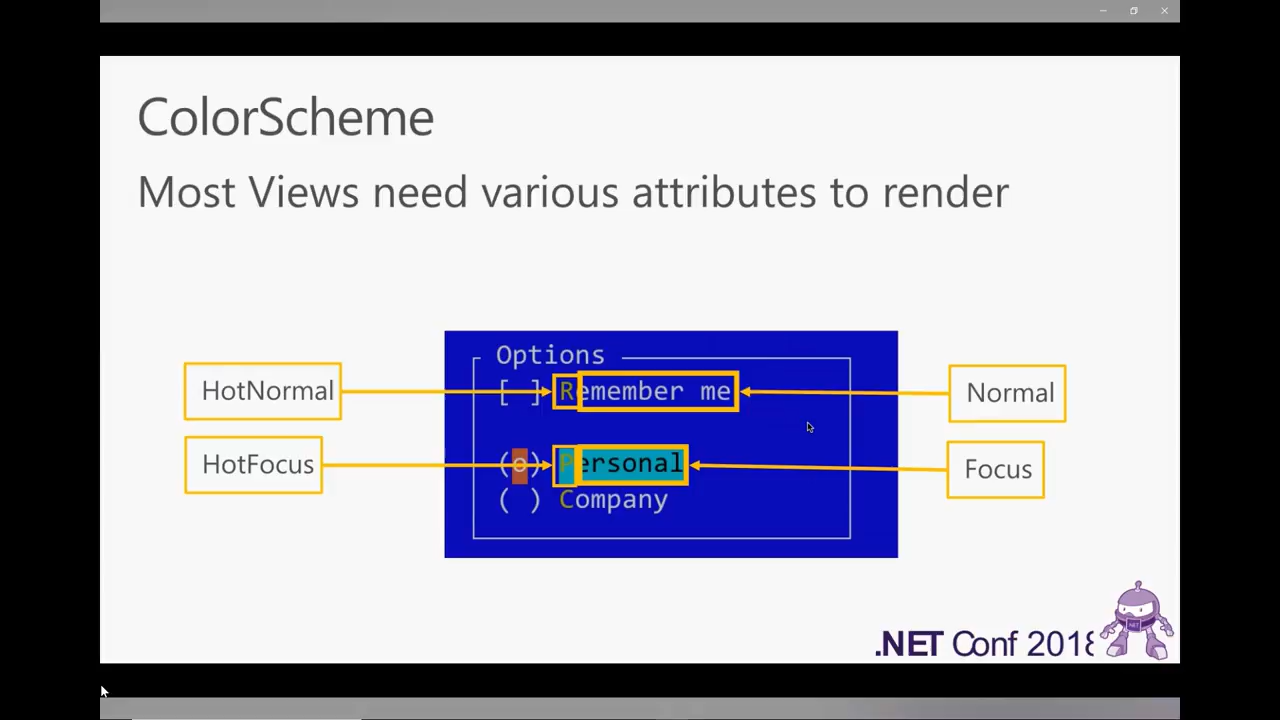 ColorScheme
Most Views need various attributes to render
Options
HotNormal
[ ] Remember me
Normal
HotFocus
(o) Personal
Focus
( ) Company
.NET Conf 2018
.NET